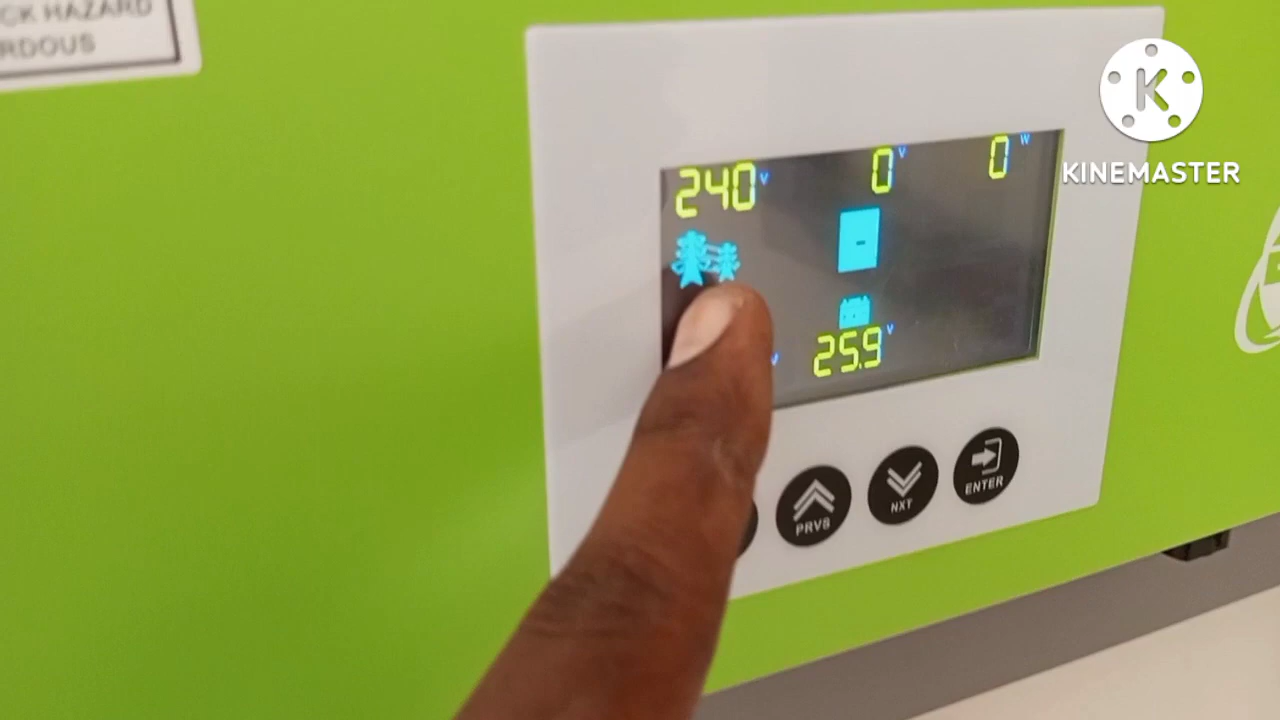 CK HAZARD
RDOUS
KINEMASTER
240 V
0 V
0 W
25.9 V
V
PRVS
NXT
ENTER